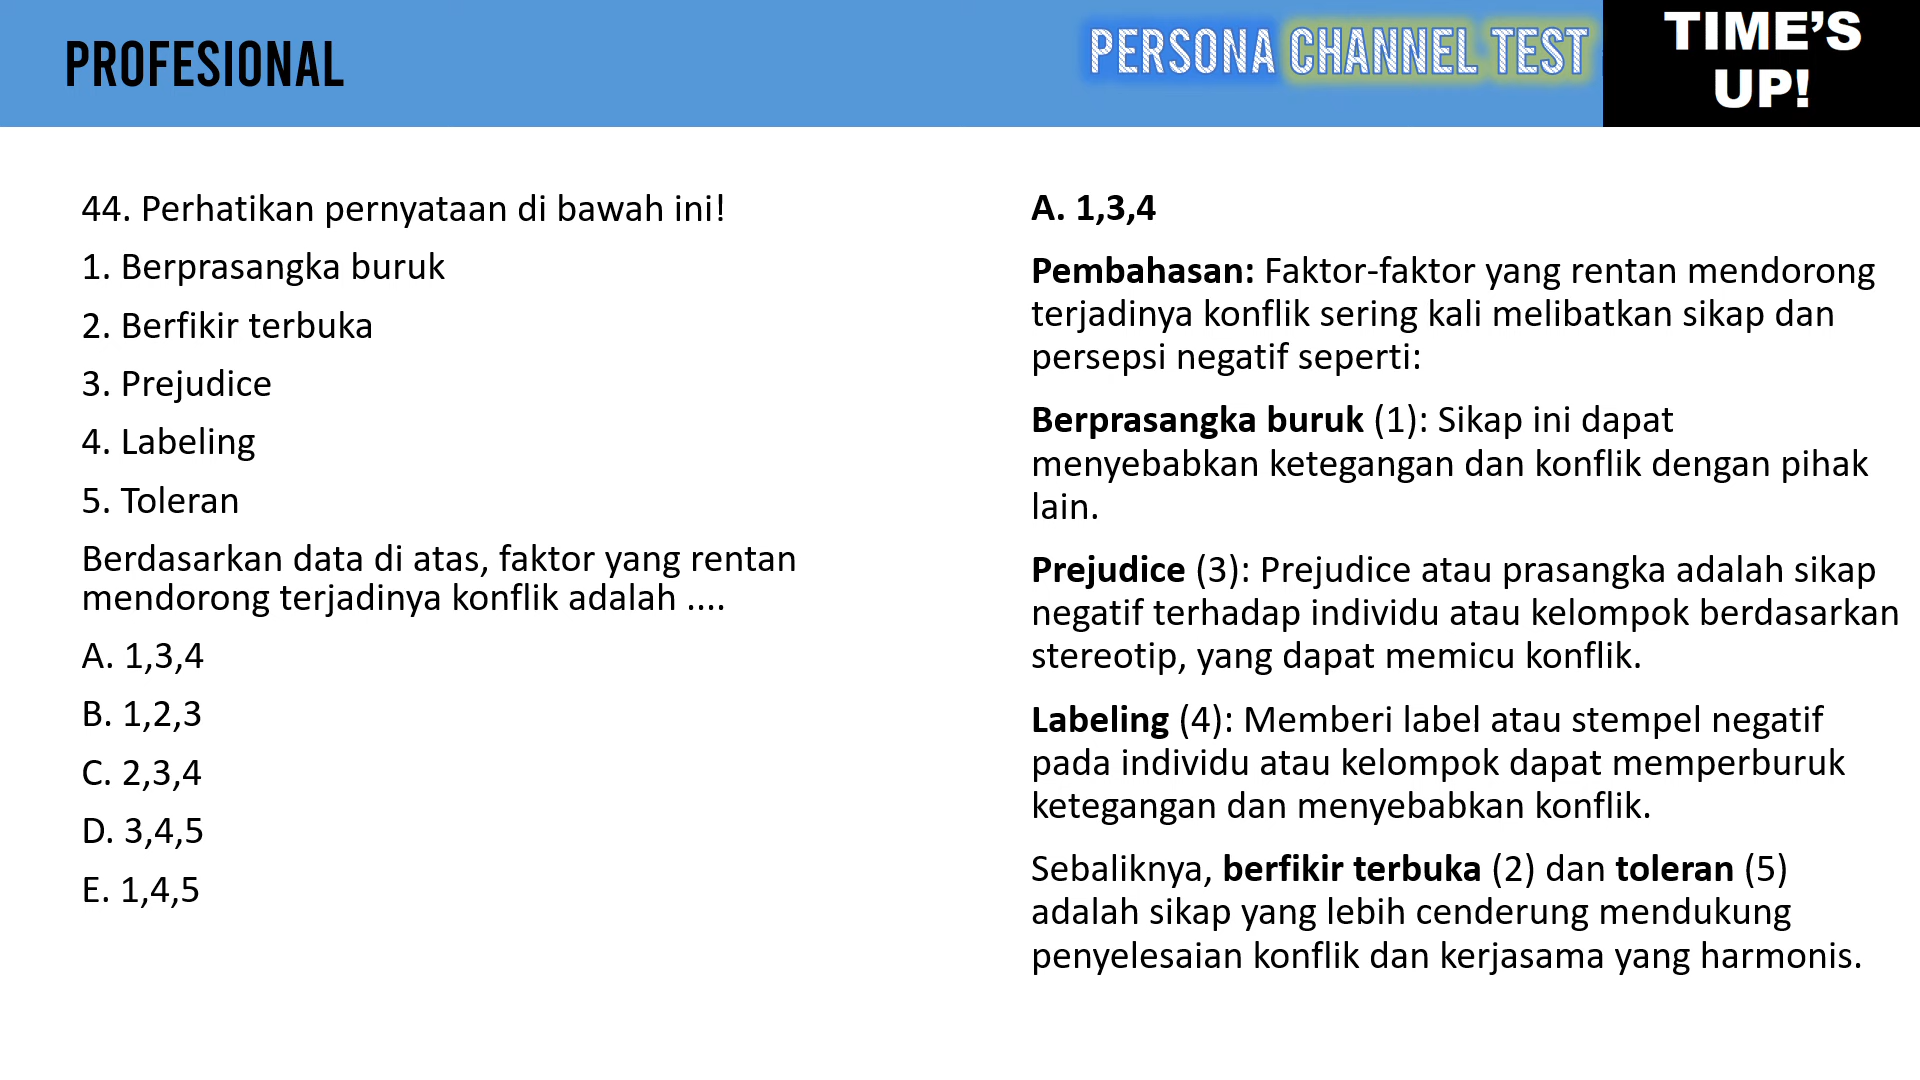 PROFESIONAL
PERSONA CHANNEL TEST
TIME'S
UP!
44. Perhatikan pernyataan di bawah ini!
1. Berprasangka buruk
2. Berfikir terbuka
3. Prejudice
4. Labeling
5. Toleran
Berdasarkan data di atas, faktor yang rentan
mendorong terjadinya konflik adalah ....
A. 1,3,4
B. 1,2,3
C. 2,3,4
D. 3,4,5
E. 1,4,5
A. 1,3,4
Pembahasan: Faktor-faktor yang rentan mendorong
terjadinya konflik sering kali melibatkan sikap dan
persepsi negatif seperti:
Berprasangka buruk (1): Sikap ini dapat
menyebabkan ketegangan dan konflik dengan pihak
lain.
Prejudice (3): Prejudice atau prasangka adalah sikap
negatif terhadap individu atau kelompok berdasarkan
stereotip, yang dapat memicu konflik.
Labeling (4): Memberi label atau stempel negatif
pada individu atau kelompok dapat memperburuk
ketegangan dan menyebabkan konflik.
Sebaliknya, berfikir terbuka (2) dan toleran (5)
adalah sikap yang lebih cenderung mendukung
penyelesaian konflik dan kerjasama yang harmonis.